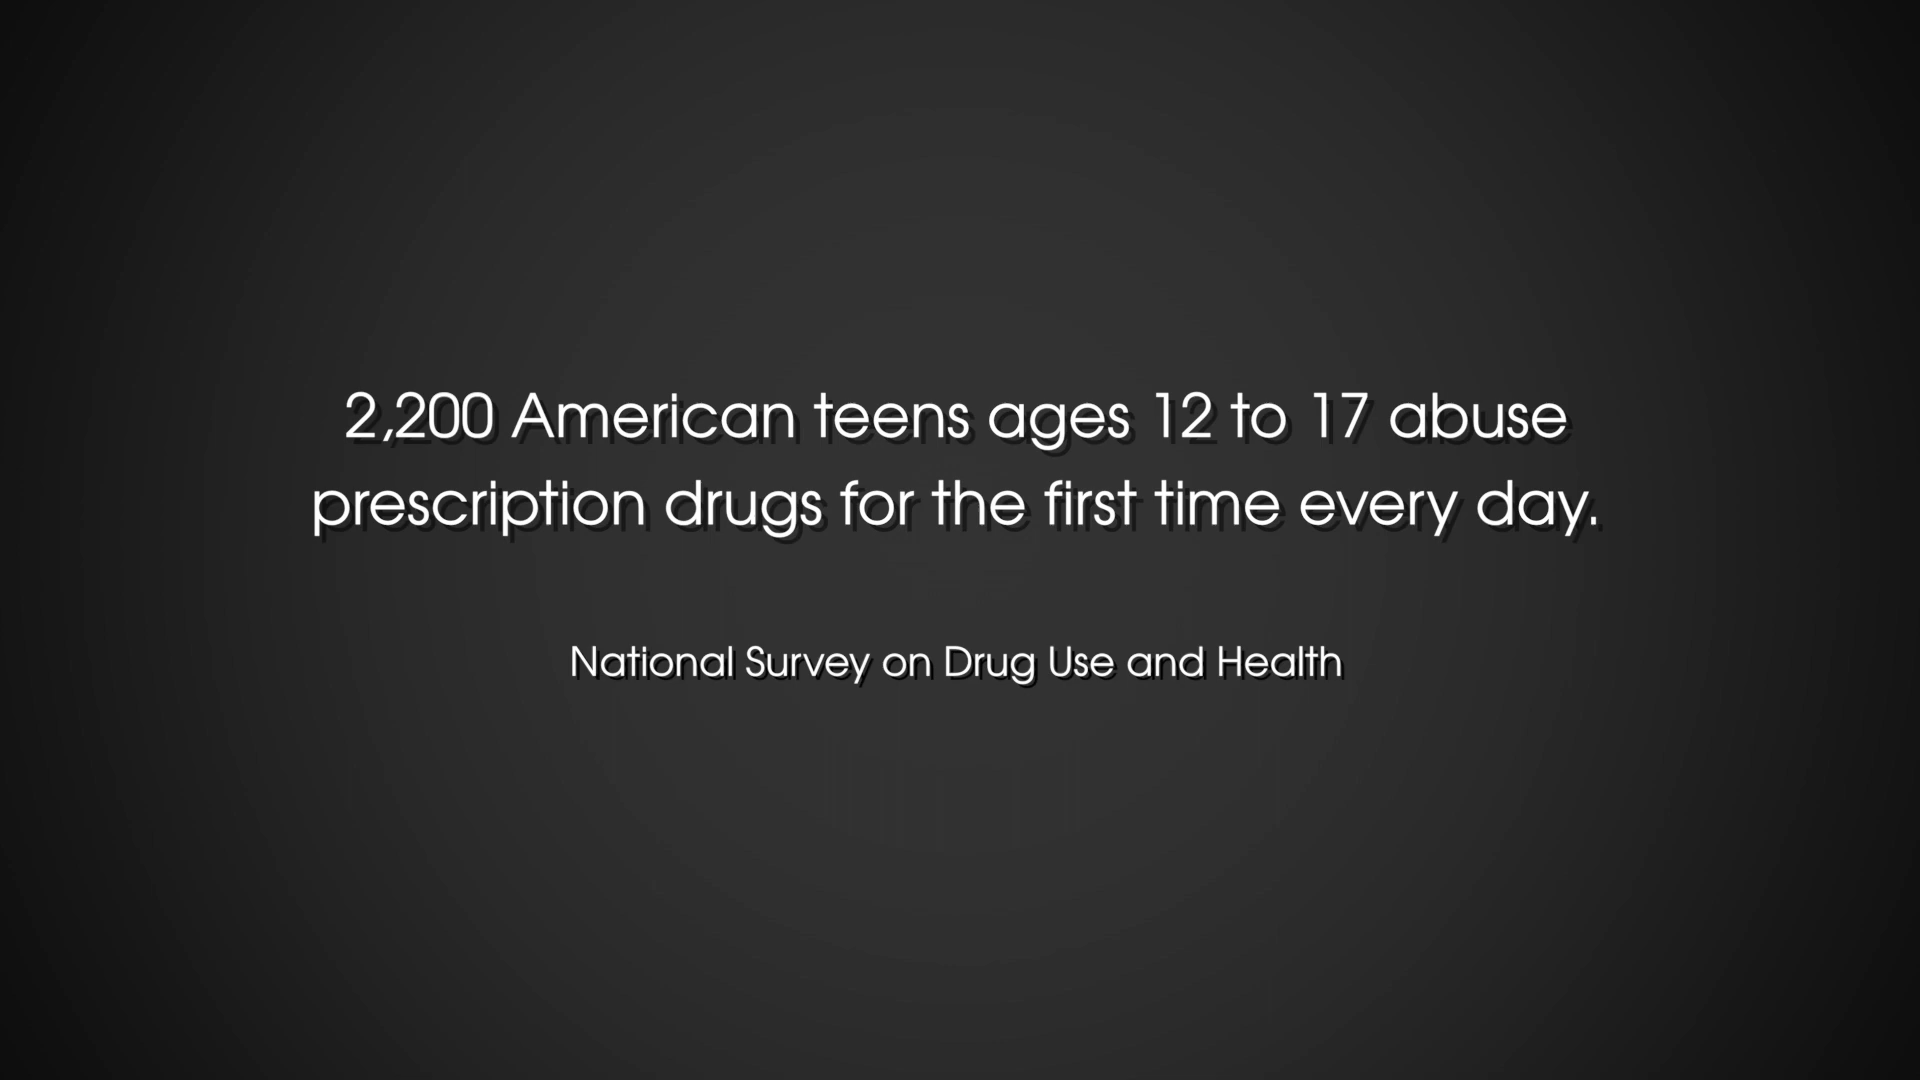 2,200 American teens ages 12 to 17 abuse
prescription drugs for the first time every day.
National Survey on Drug Use and Health